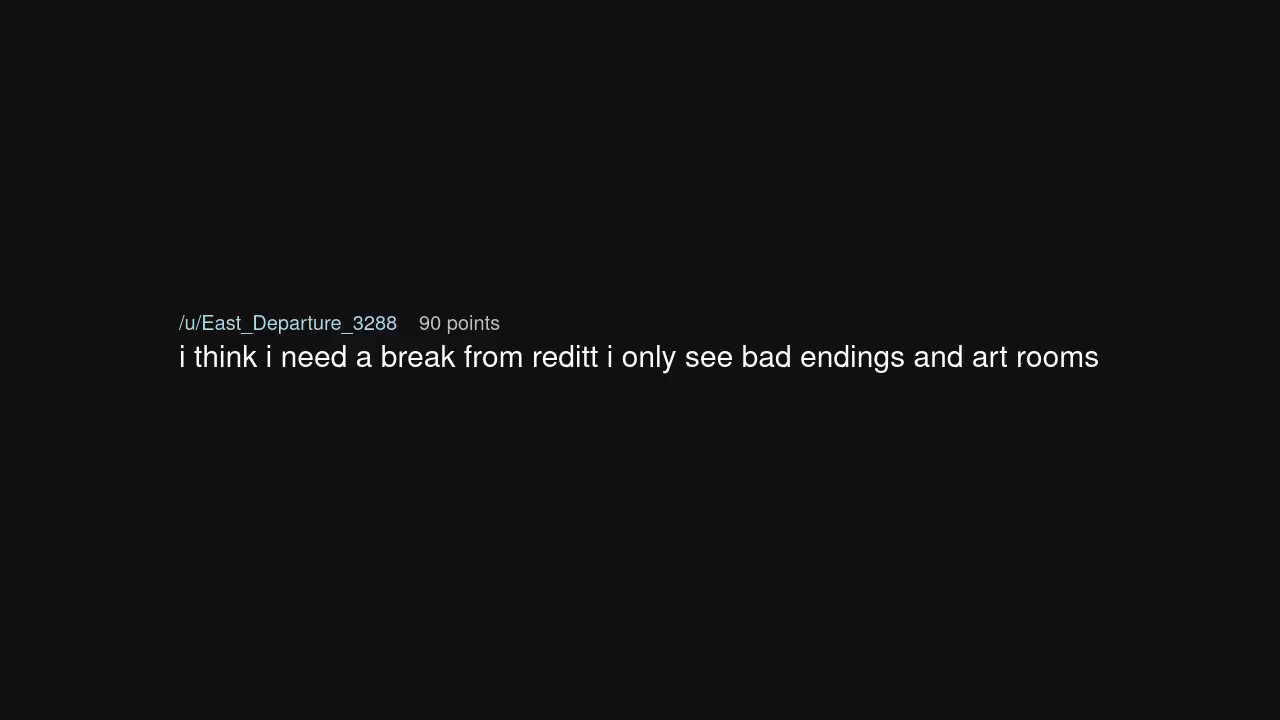 /u/East_Departure_3288 90 points
i think i need a break from reditt i only see bad endings and art rooms